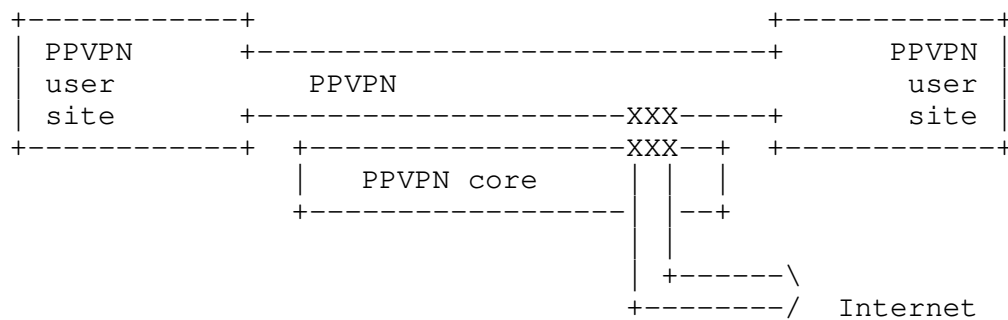 PPVPN PPVPN
user PPVPN user
site XXX site
XXX
PPVPN core
Internet